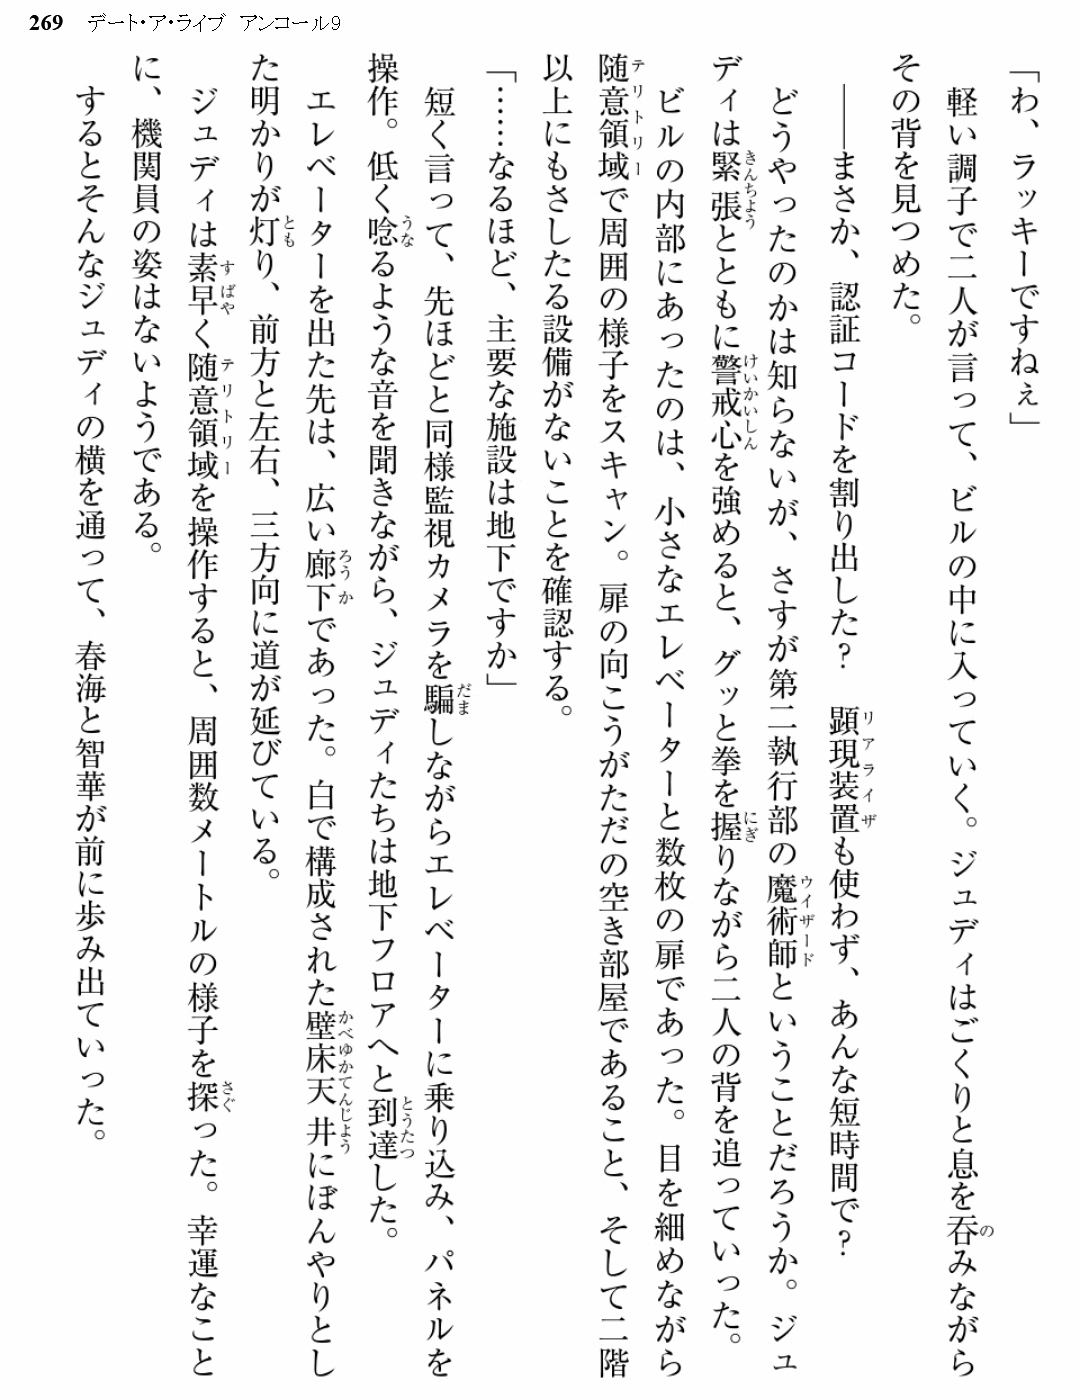 269 デート・ア・ライブ アンコール9
「わ、ラッキーですねぇ」
　軽い調子で二人が言って、ビルの中に入っていく。ジュディはごくりと息を呑みながら
その背を見つめた。
　――まさか、認証コードを割り出した？　顕現装置も使わず、あんな短時間で？
　どうやったのかは知らないが、さすが第二執行部の魔術師ということだろうか。ジュ
ディは緊張とともに警戒心を強めると、グッと拳を握りながら二人の背を追っていった。
　ビルの内部にあったのは、小さなエレベーターと数枚の扉であった。目を細めながら
随意領域で周囲の様子をスキャン。扉の向こうがただの空き部屋であること、そして二階
以上にもさしたる設備がないことを確認する。
「……なるほど、主要な施設は地下ですか」
　短く言って、先ほどと同様監視カメラを騙しながらエレベーターに乗り込み、パネルを
操作。低く唸るような音を聞きながら、ジュディたちは地下フロアへと到達した。
　エレベーターを出た先は、広い廊下であった。白で構成された壁床天井にぼんやりとし
た明かりが灯り、前方と左右、三方向に道が延びている。
　ジュディは素早く随意領域を操作すると、周囲数メートルの様子を探った。幸運なこと
に、機関員の姿はないようである。
　するとそんなジュディの横を通って、春海と智華が前に歩み出ていった。